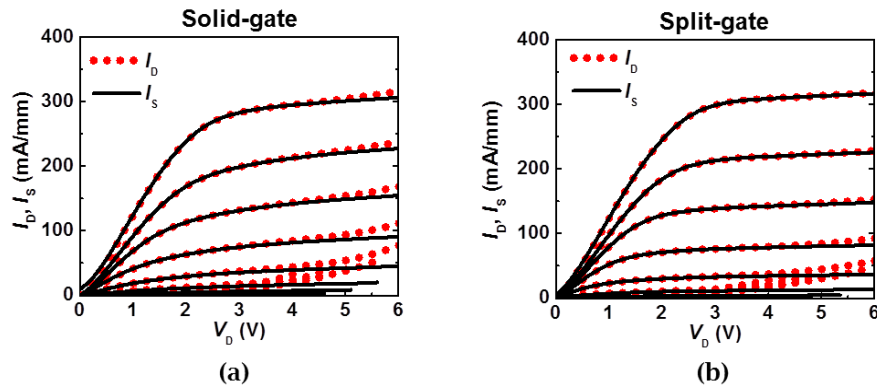 Solid-gate
400
300
200
100
0
I_D, I_S (mA/mm)
I_D
I_S
0 1 2 3 4 5 6
V_D (V)
(a)
Split-gate
400
300
200
100
0
I_D, I_S (mA/mm)
I_D
I_S
0 1 2 3 4 5 6
V_D (V)
(b)